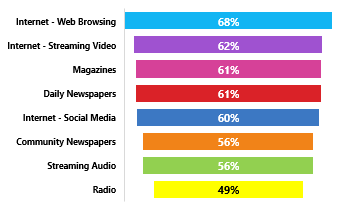 Internet - Web Browsing 68%
Internet - Streaming Video 62%
Magazines 61%
Daily Newspapers 61%
Internet - Social Media 60%
Community Newspapers 56%
Streaming Audio 56%
Radio 49%